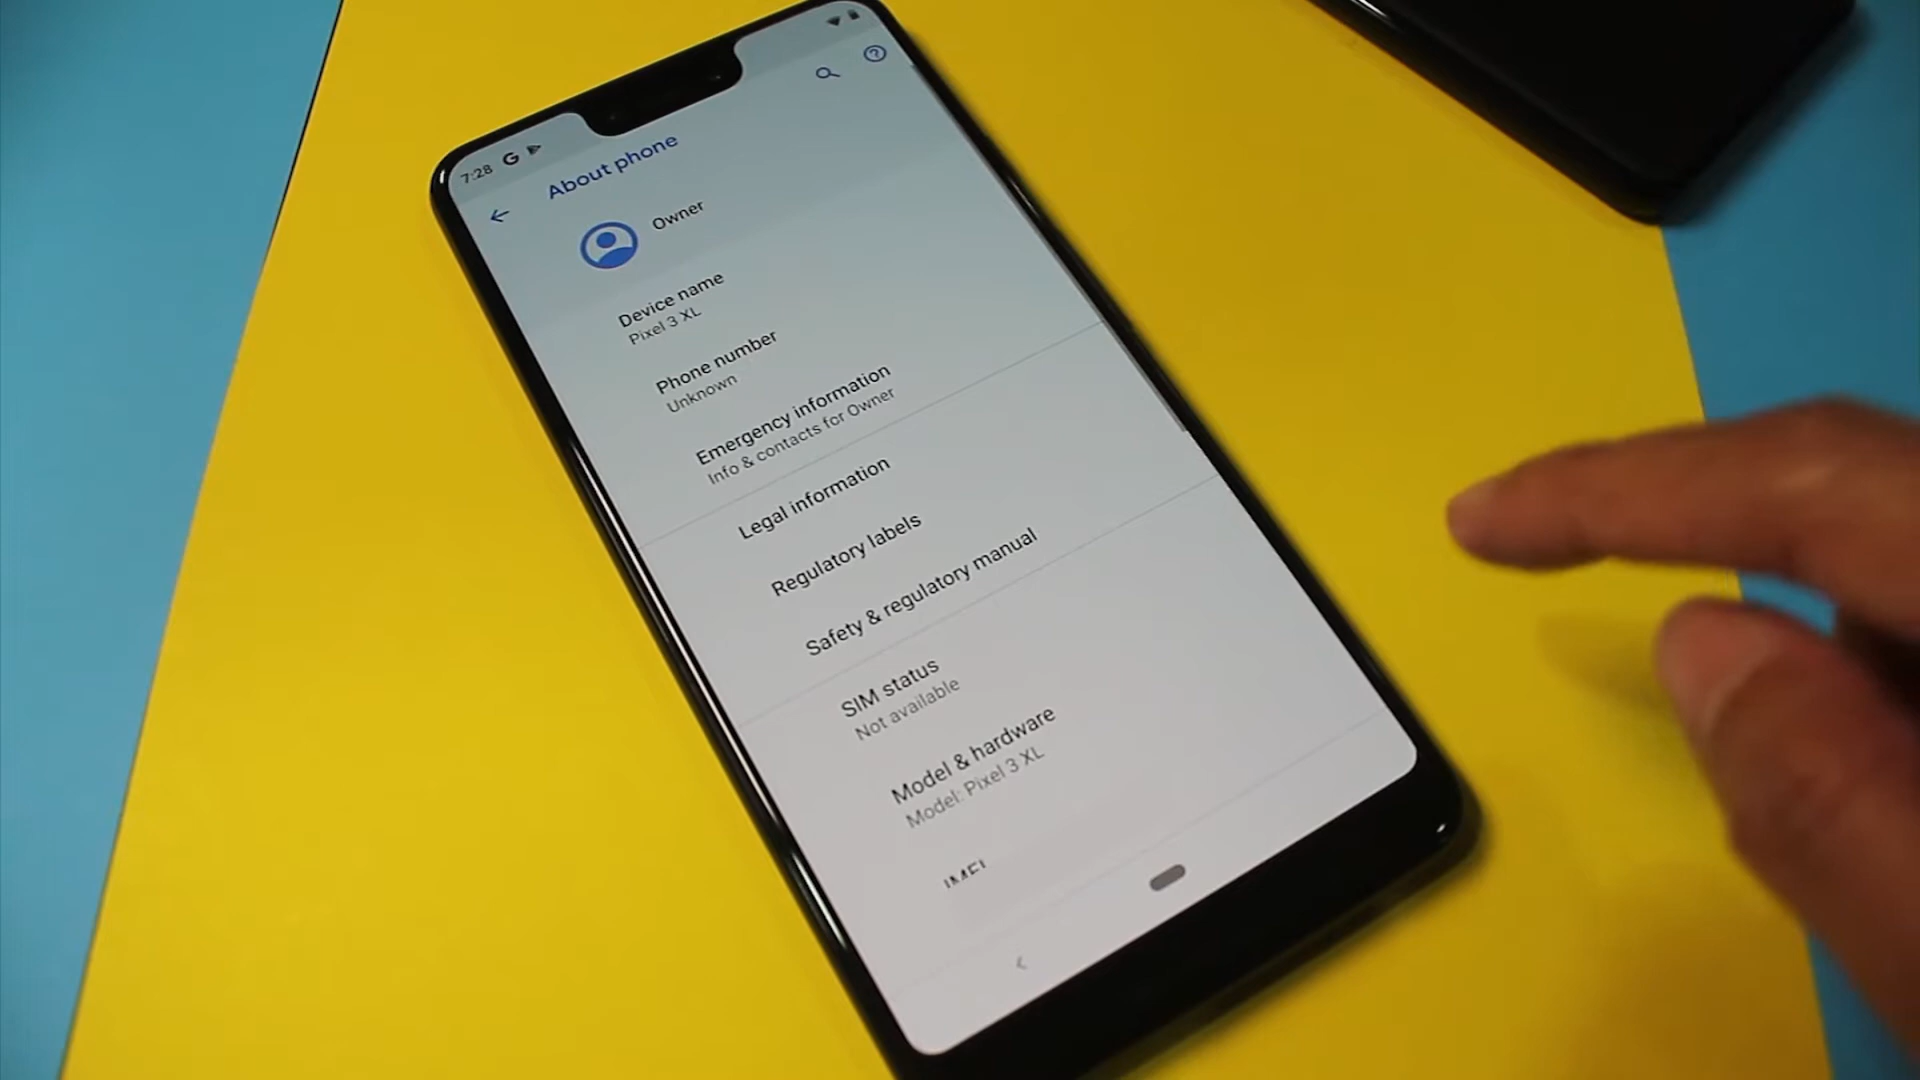 7:28 G
About phone
Owner
Device name
Pixel 3 XL
Phone number
Unknown
Emergency information
Info & contacts for Owner
Legal information
Regulatory labels
Safety & regulatory manual
SIM status
Not available
Model & hardware
Model: Pixel 3 XL
IMEI